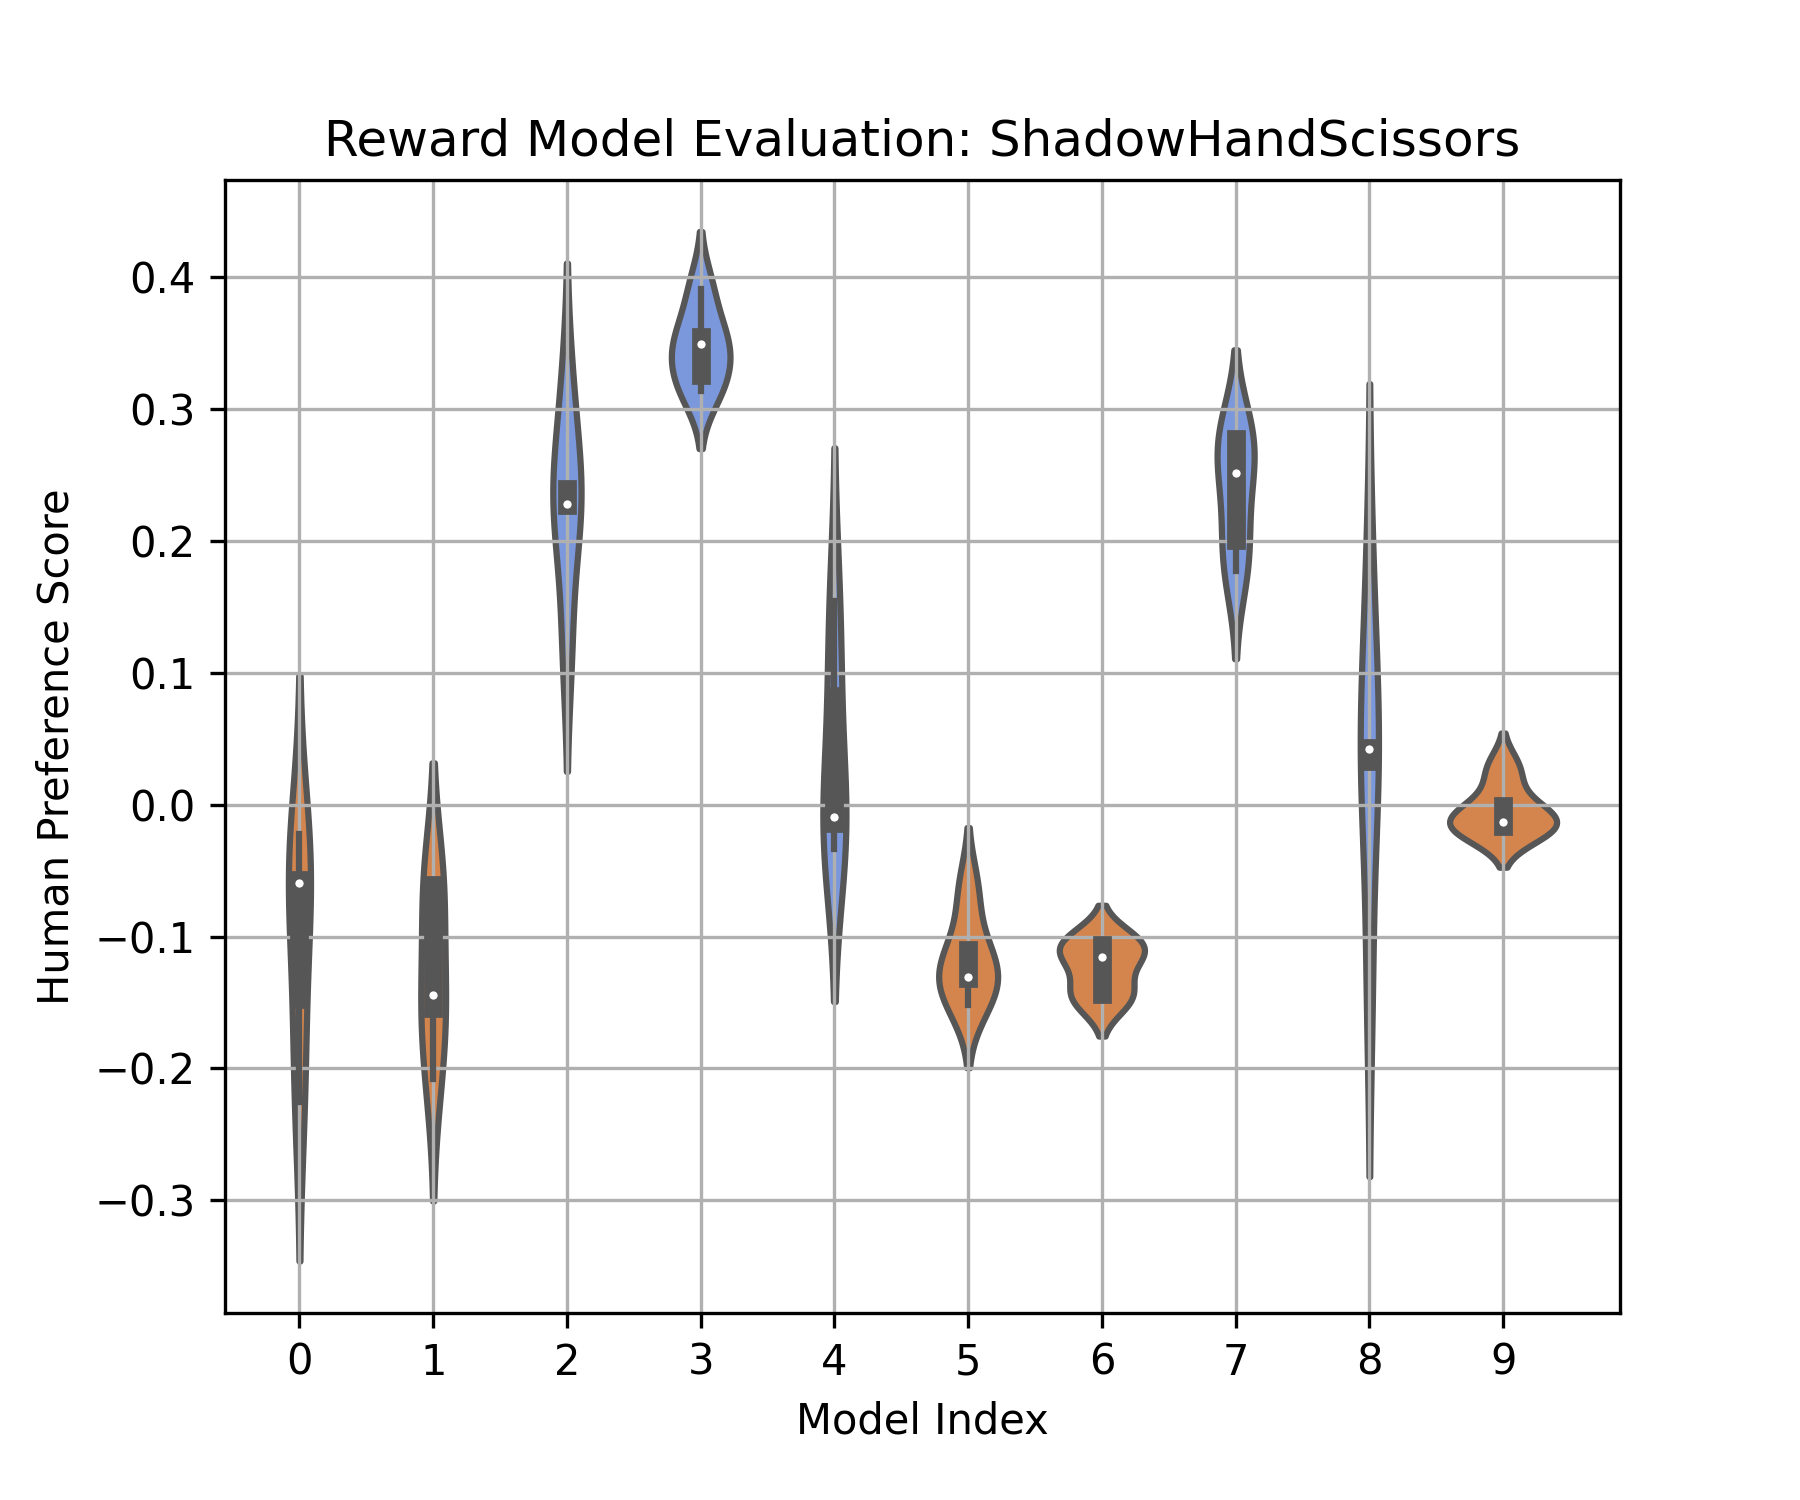 Reward Model Evaluation: ShadowHandScissors
Human Preference Score
0.4
0.3
0.2
0.1
0.0
−0.1
−0.2
−0.3
0 1 2 3 4 5 6 7 8 9
Model Index